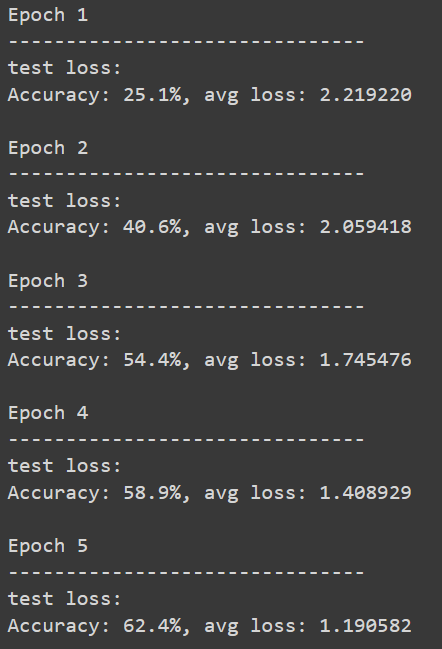 Epoch 1
-------------------------------
test loss:
Accuracy: 25.1%, avg loss: 2.219220
Epoch 2
-------------------------------
test loss:
Accuracy: 40.6%, avg loss: 2.059418
Epoch 3
-------------------------------
test loss:
Accuracy: 54.4%, avg loss: 1.745476
Epoch 4
-------------------------------
test loss:
Accuracy: 58.9%, avg loss: 1.408929
Epoch 5
-------------------------------
test loss:
Accuracy: 62.4%, avg loss: 1.190582